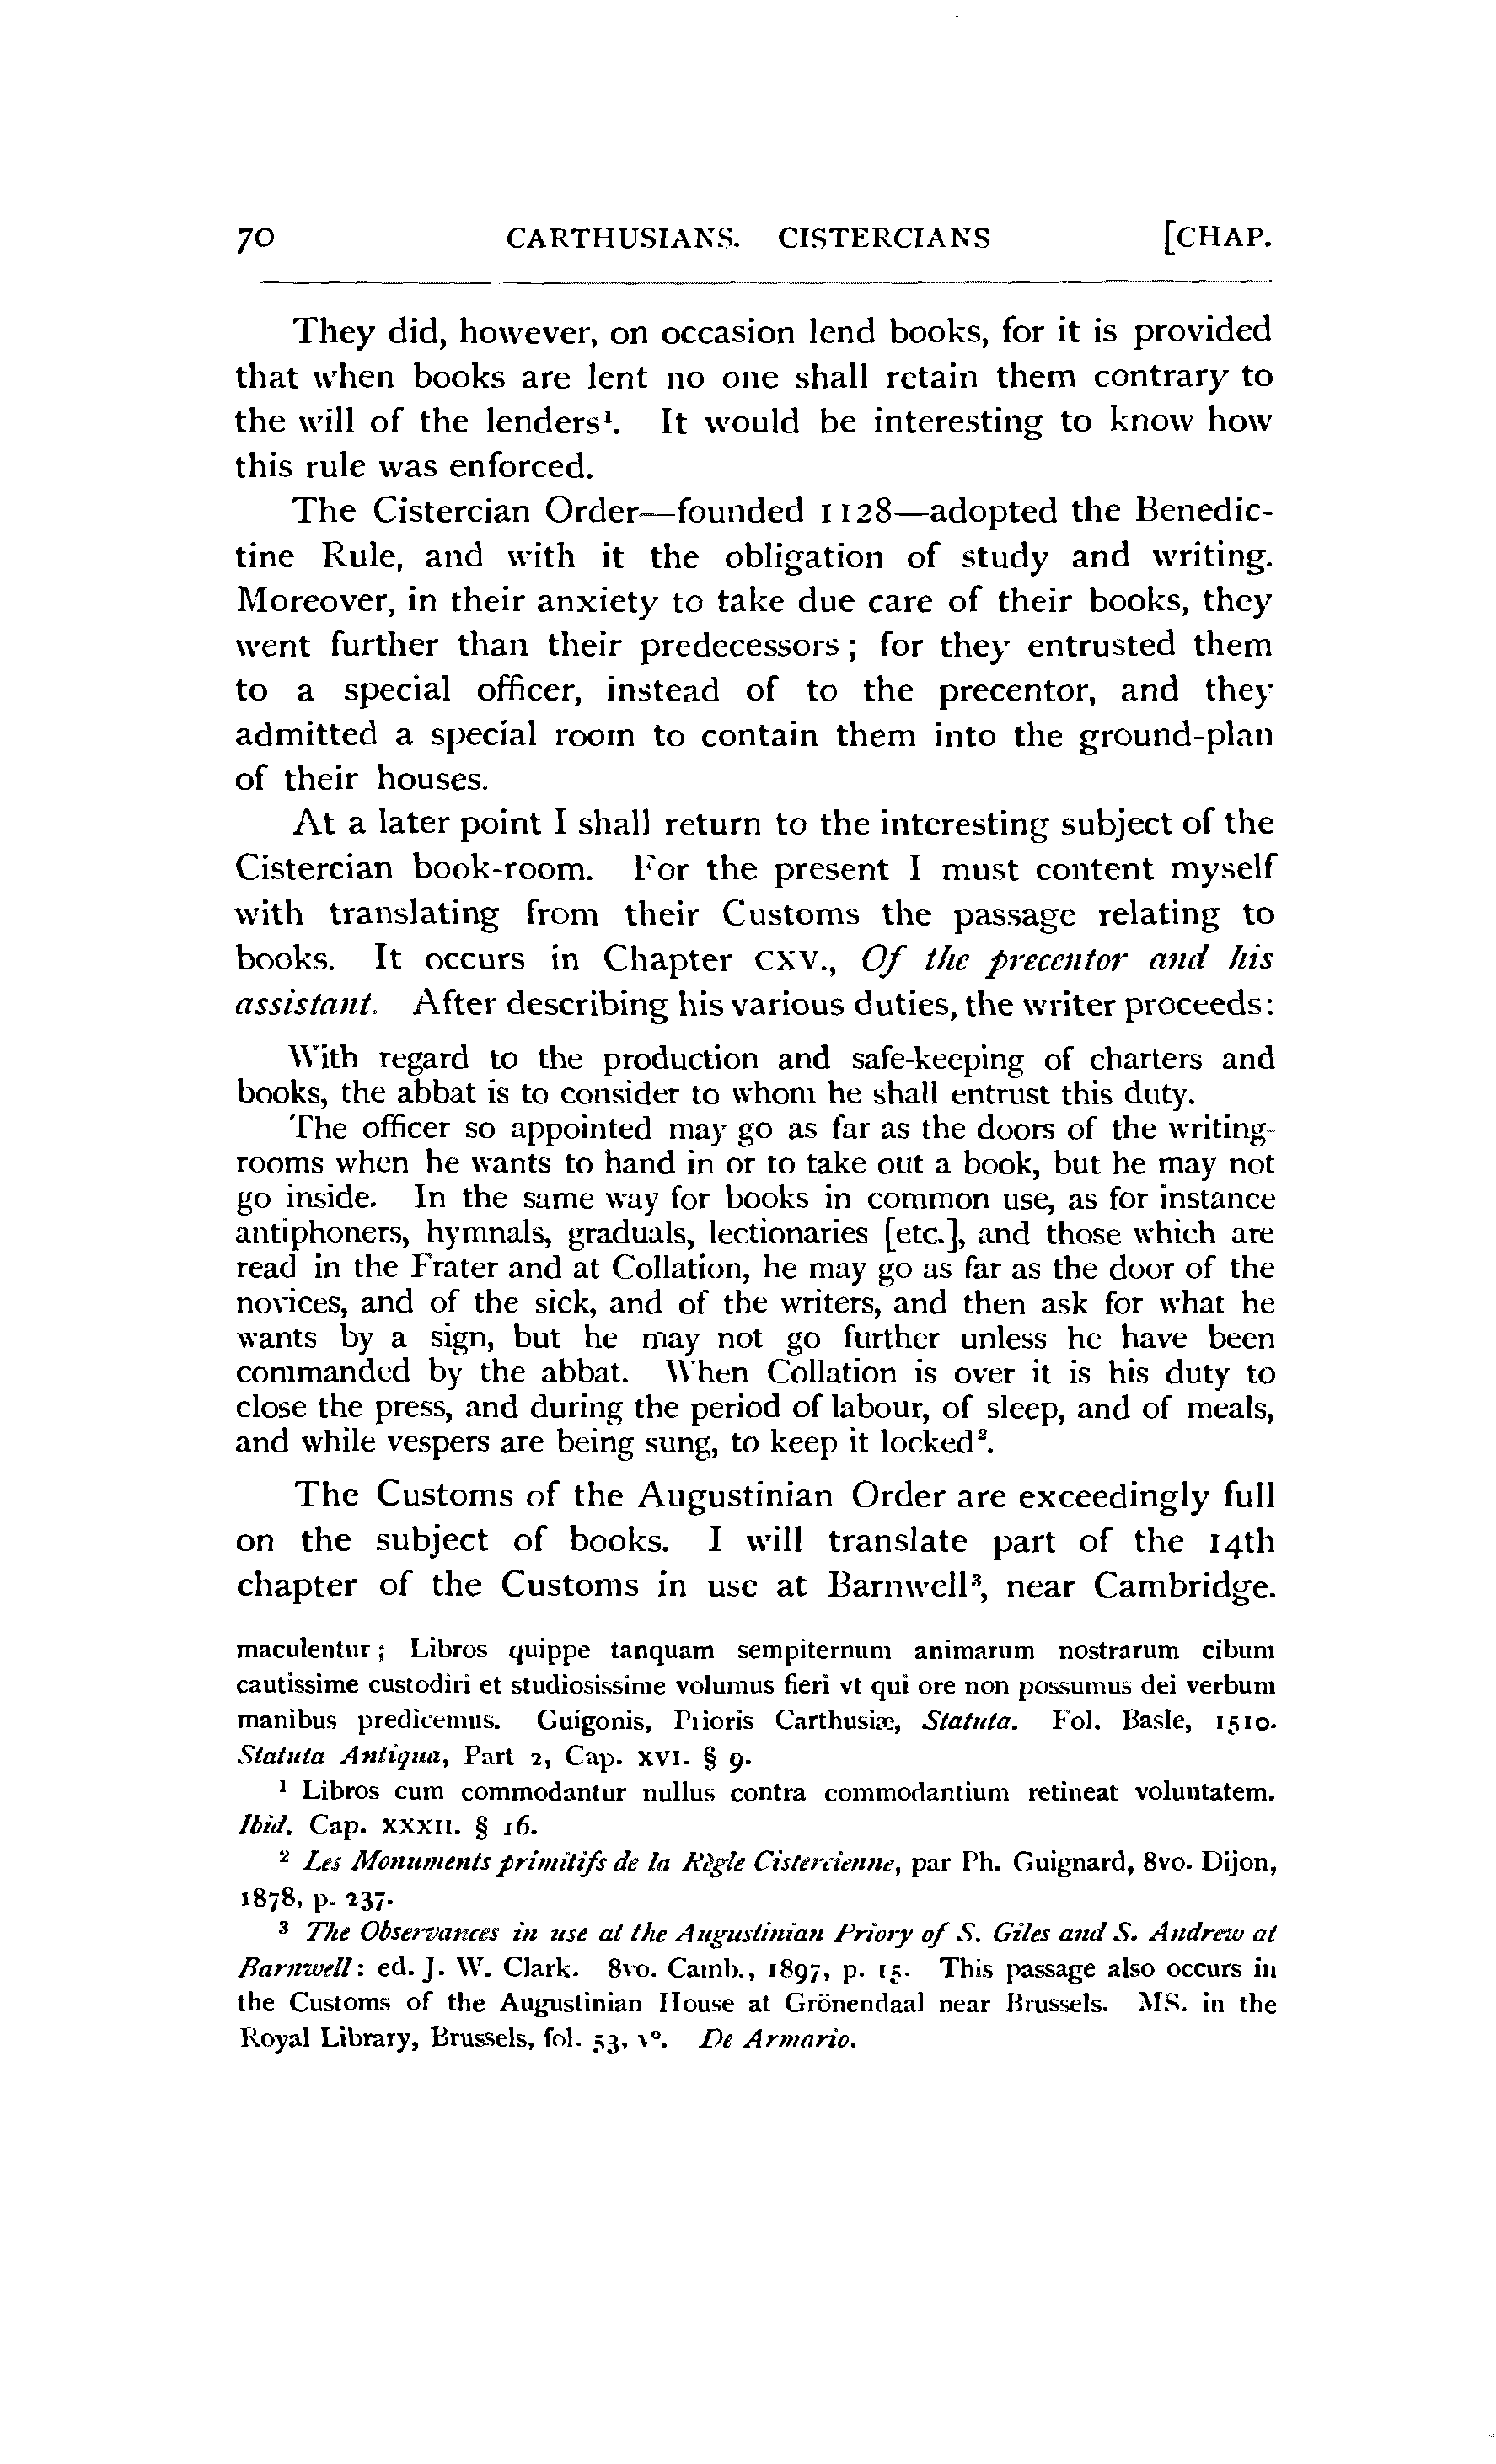 70 CARTHUSIANS. CISTERCIANS [CHAP.
They did, however, on occasion lend books, for it is provided
that when books are lent no one shall retain them contrary to
the will of the lenders¹. It would be interesting to know how
this rule was enforced.
The Cistercian Order—founded 1128—adopted the Benedic-
tine Rule, and with it the obligation of study and writing.
Moreover, in their anxiety to take due care of their books, they
went further than their predecessors; for they entrusted them
to a special officer, instead of to the precentor, and they
admitted a special room to contain them into the ground-plan
of their houses.
At a later point I shall return to the interesting subject of the
Cistercian book-room. For the present I must content myself
with translating from their Customs the passage relating to
books. It occurs in Chapter CXV., Of the precentor and his
assistant. After describing his various duties, the writer proceeds:
With regard to the production and safe-keeping of charters and
books, the abbat is to consider to whom he shall entrust this duty.
The officer so appointed may go as far as the doors of the writing-
rooms when he wants to hand in or to take out a book, but he may not
go inside. In the same way for books in common use, as for instance
antiphoners, hymnals, graduals, lectionaries [etc.], and those which are
read in the Frater and at Collation, he may go as far as the door of the
novices, and of the sick, and of the writers, and then ask for what he
wants by a sign, but he may not go further unless he have been
commanded by the abbat. When Collation is over it is his duty to
close the press, and during the period of labour, of sleep, and of meals,
and while vespers are being sung, to keep it locked².
The Customs of the Augustinian Order are exceedingly full
on the subject of books. I will translate part of the 14th
chapter of the Customs in use at Barnwell³, near Cambridge.
maculentur; Libros quippe tanquam sempiternum animarum nostrarum cibum
cautissime custodiri et studiosissime volumus fieri vt qui ore non possumus dei verbum
manibus predicemus. Guigonis, Prioris Carthusiæ, Statuta. Fol. Basle, 1510.
Statuta Antiqua, Part 2, Cap. XVI. § 9.
¹ Libros cum commodantur nullus contra commodantium retineat voluntatem.
Ibid. Cap. XXXII. § 16.
² Les Monuments primitifs de la Règle Cistercienne, par Ph. Guignard, 8vo. Dijon,
1878, p. 237.
³ The Observances in use at the Augustinian Priory of S. Giles and S. Andrew at
Barnwell: ed. J. W. Clark. 8vo. Camb., 1897, p. 15. This passage also occurs in
the Customs of the Augustinian House at Grönendaal near Brussels. MS. in the
Royal Library, Brussels, fol. 53, vº. De Armario.